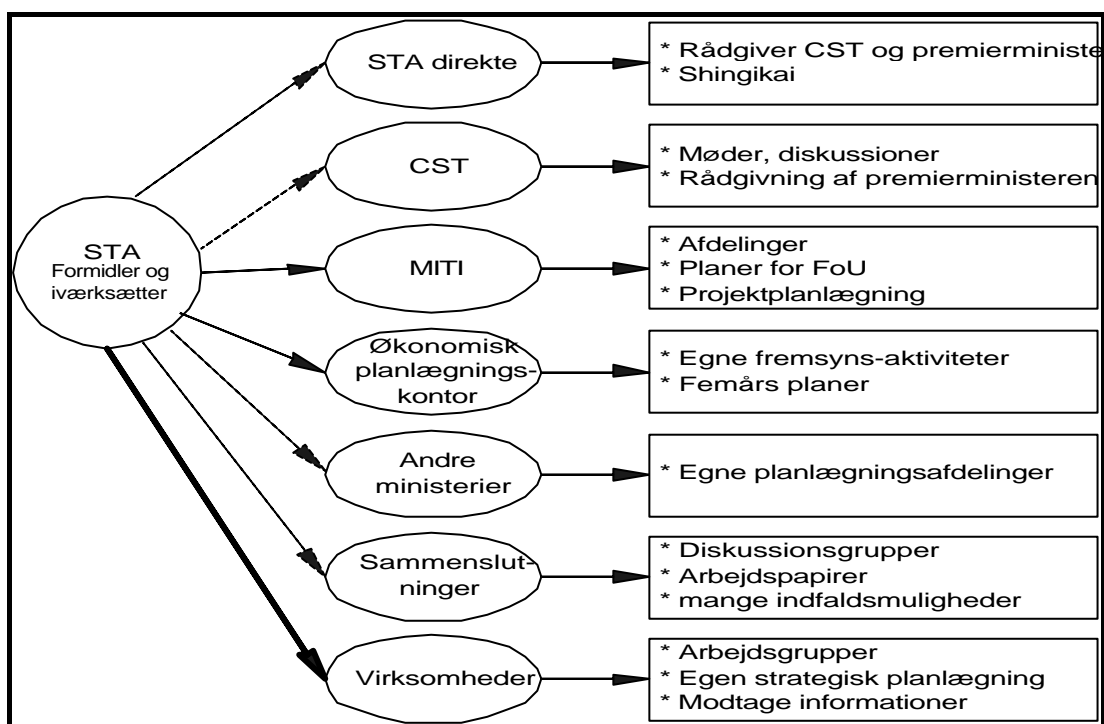 STA
Formidler og
iværksætter
STA direkte
* Rådgiver CST og premierministe
* Shingikai
CST
* Møder, diskussioner
* Rådgivning af premierministeren
MITI
* Afdelinger
* Planer for FoU
* Projektplanlægning
Økonomisk
planlægnings-
kontor
* Egne fremsyns-aktiviteter
* Femårs planer
Andre
ministerier
* Egne planlægningsafdelinger
Sammenslut-
ninger
* Diskussionsgrupper
* Arbejdspapirer
* mange indfaldsmuligheder
Virksomheder
* Arbejdsgrupper
* Egen strategisk planlægning
* Modtage informationer